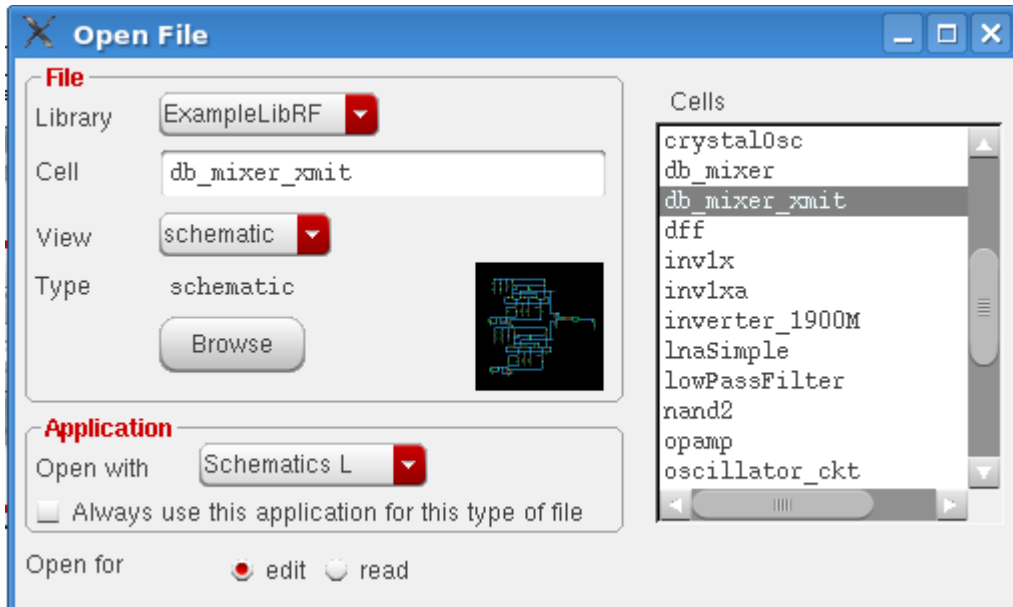 Open File
File
Library ExampleLibRF
Cell db_mixer_xmit
View schematic
Type schematic
Browse
Application
Open with Schematics L
Always use this application for this type of file
Open for edit read
Cells
crystalOsc
db_mixer
db_mixer_xmit
dff
inv1x
inv1xa
inverter_1900M
lnaSimple
lowPassFilter
nand2
opamp
oscillator_ckt